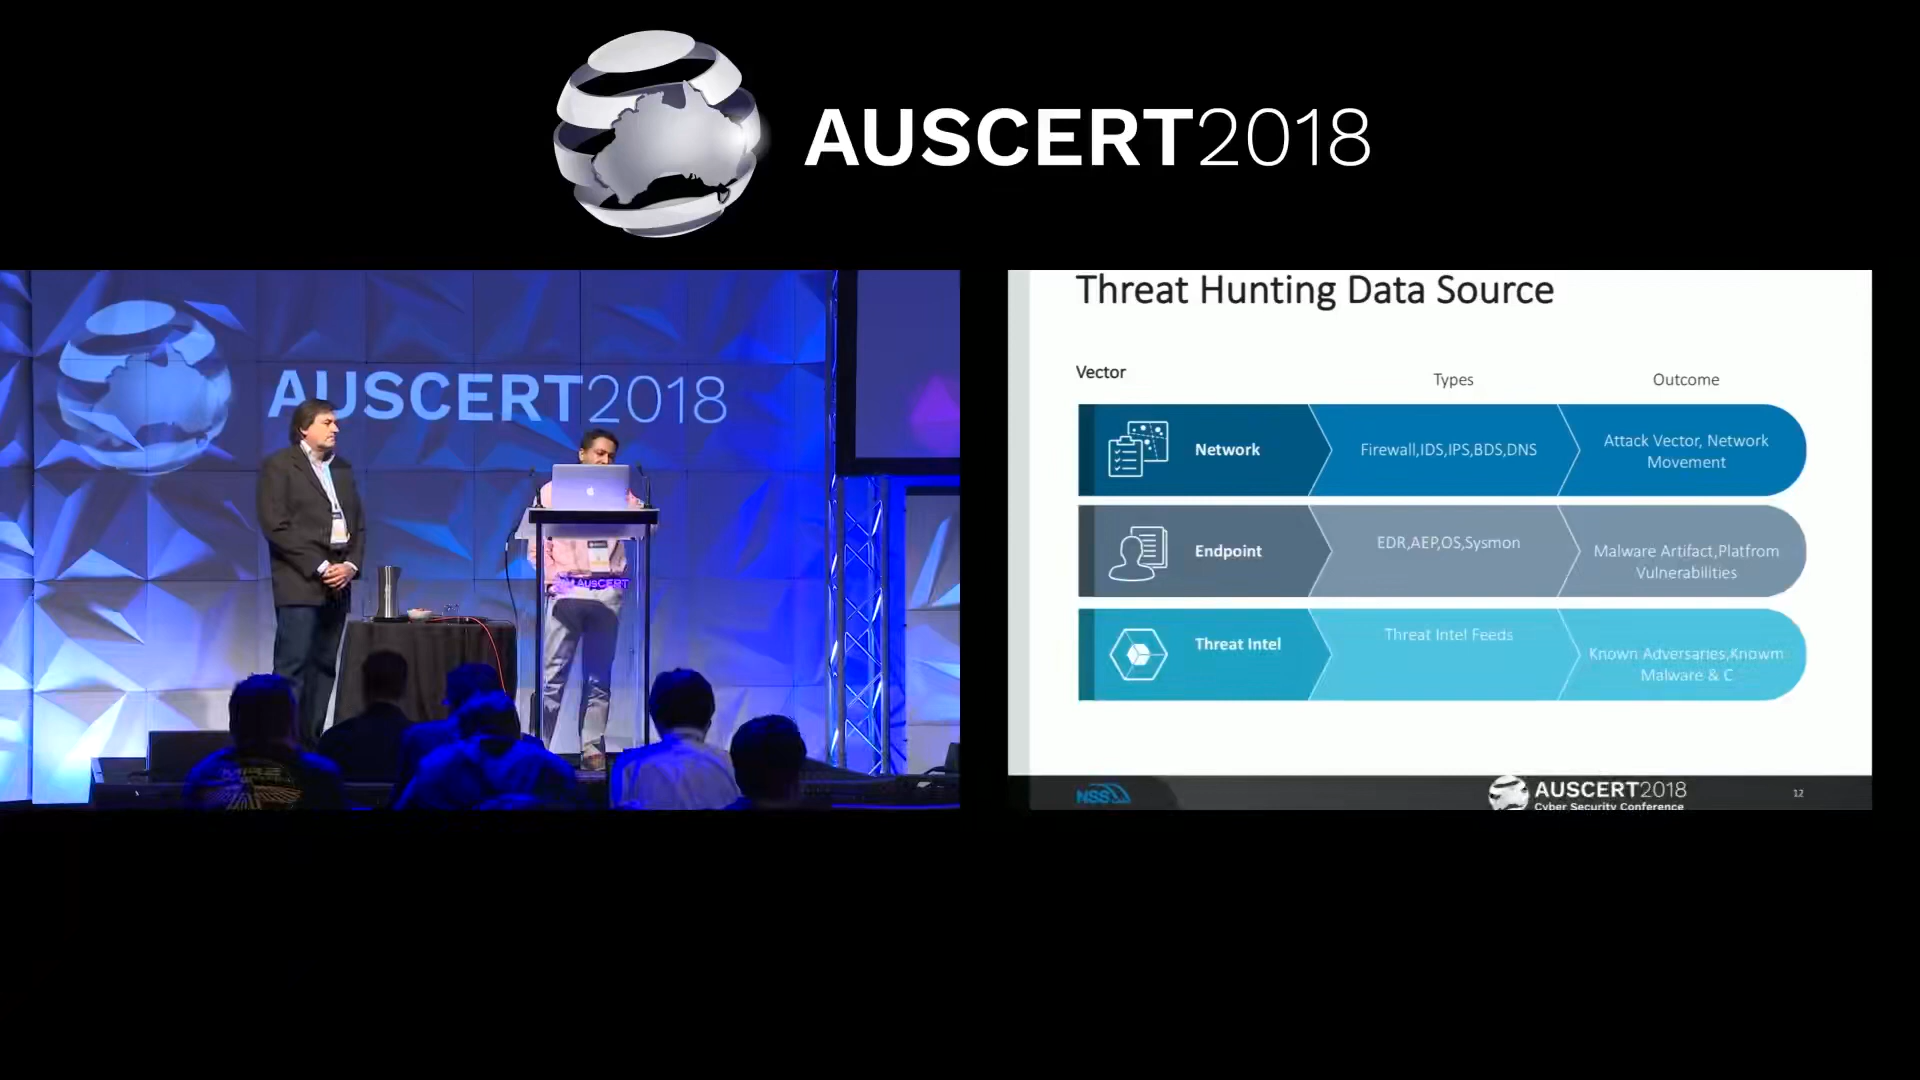 AUSCERT2018
AUSCERT2018
AUSCERT
Threat Hunting Data Source
Vector
Types
Outcome
Network
Firewall,IDS,IPS,BDS,DNS
Attack Vector, Network
Movement
Endpoint
EDR,AEP,OS,Sysmon
Malware Artifact,Platfrom
Vulnerabilities
Threat Intel
Threat Intel Feeds
Known Adversaries,Knowm
Malware & C
NSS
AUSCERT2018
Cyber Security Conference
12